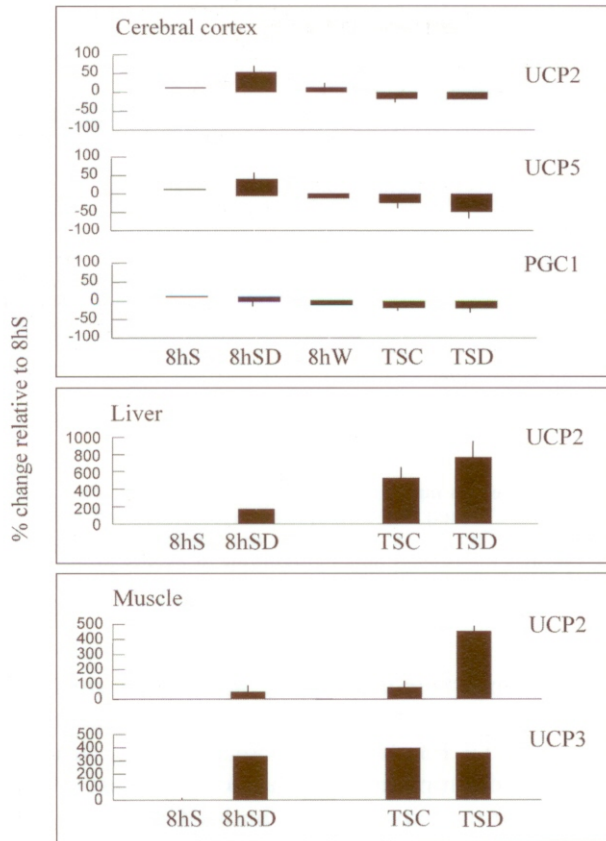 Cerebral cortex
UCP2
100
50
0
-50
-100
UCP5
100
50
0
-50
-100
PGC1
100
50
0
-50
-100
8hS 8hSD 8hW TSC TSD
% change relative to 8hS
Liver
UCP2
1000
800
600
400
200
0
8hS 8hSD TSC TSD
Muscle
UCP2
500
400
300
200
100
0
UCP3
400
300
200
100
0
8hS 8hSD TSC TSD